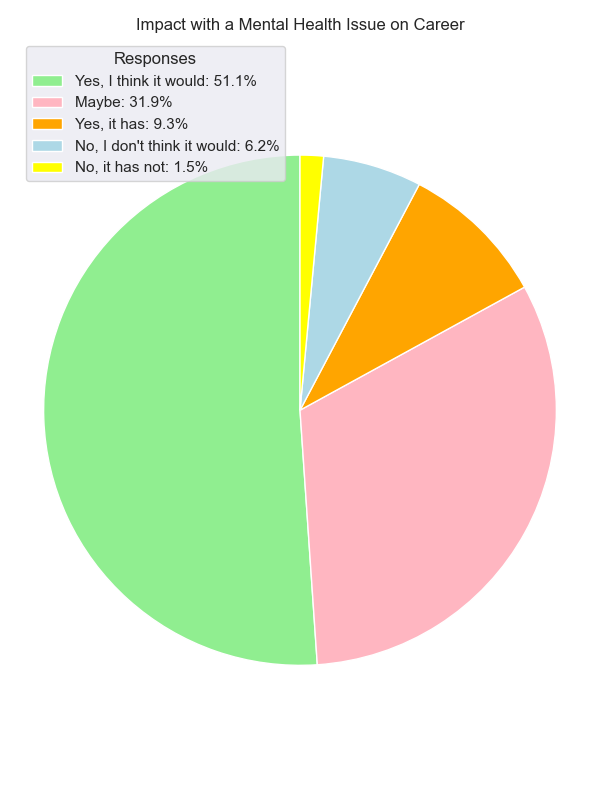 Impact with a Mental Health Issue on Career
Responses
Yes, I think it would: 51.1%
Maybe: 31.9%
Yes, it has: 9.3%
No, I don't think it would: 6.2%
No, it has not: 1.5%